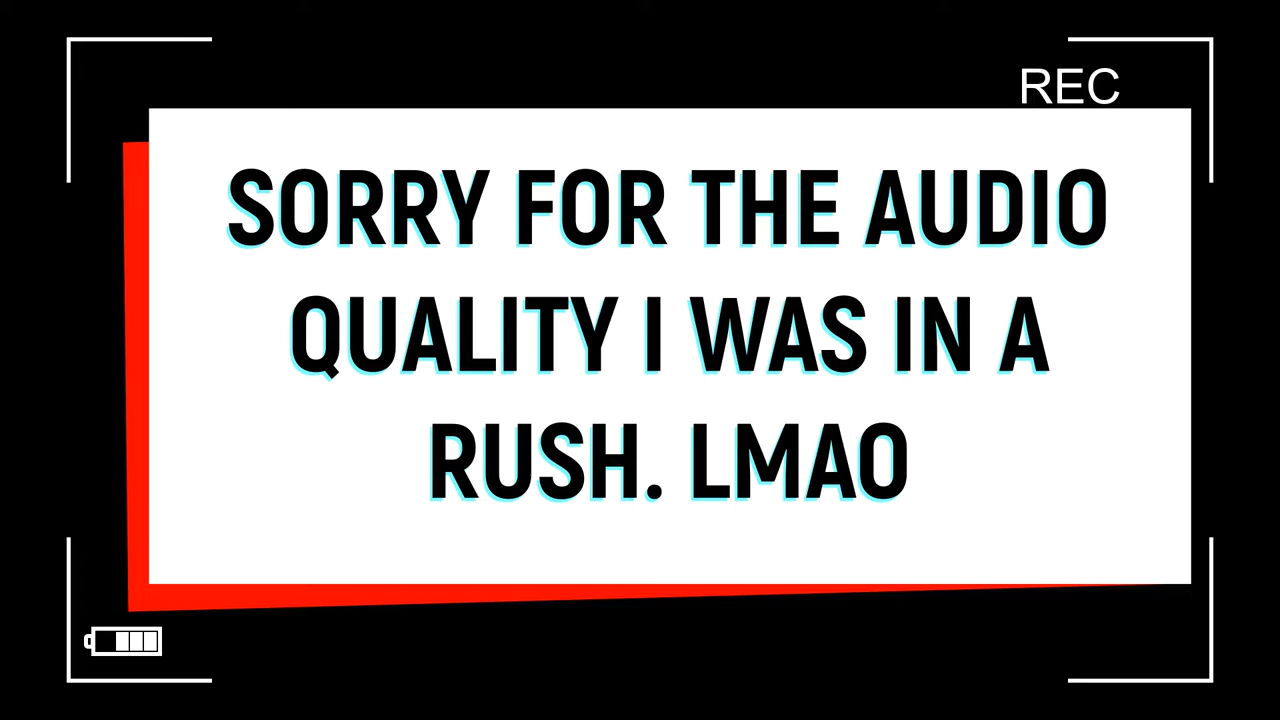 REC
SORRY FOR THE AUDIO
QUALITY I WAS IN A
RUSH. LMAO